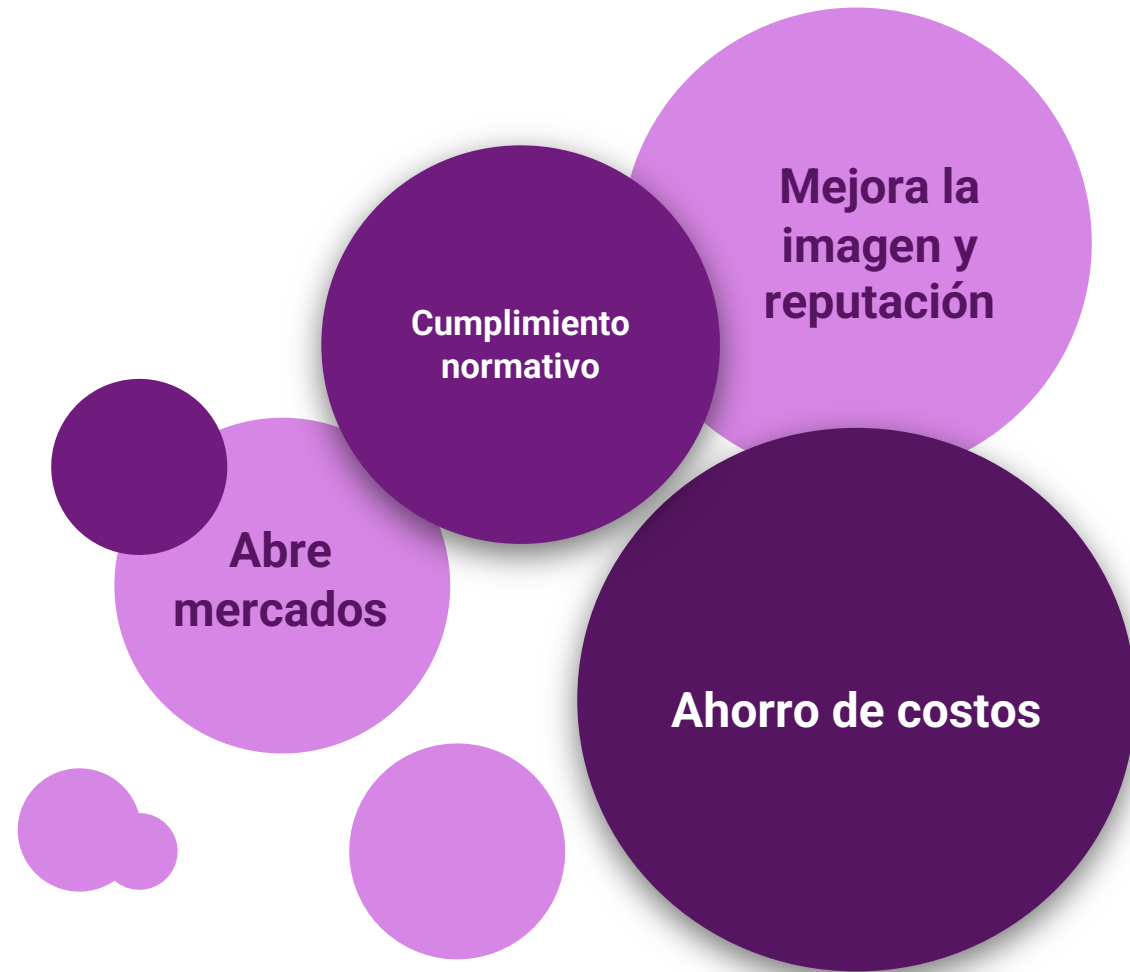 Mejora la
imagen y
reputación
Cumplimiento
normativo
Abre
mercados
Ahorro de costos